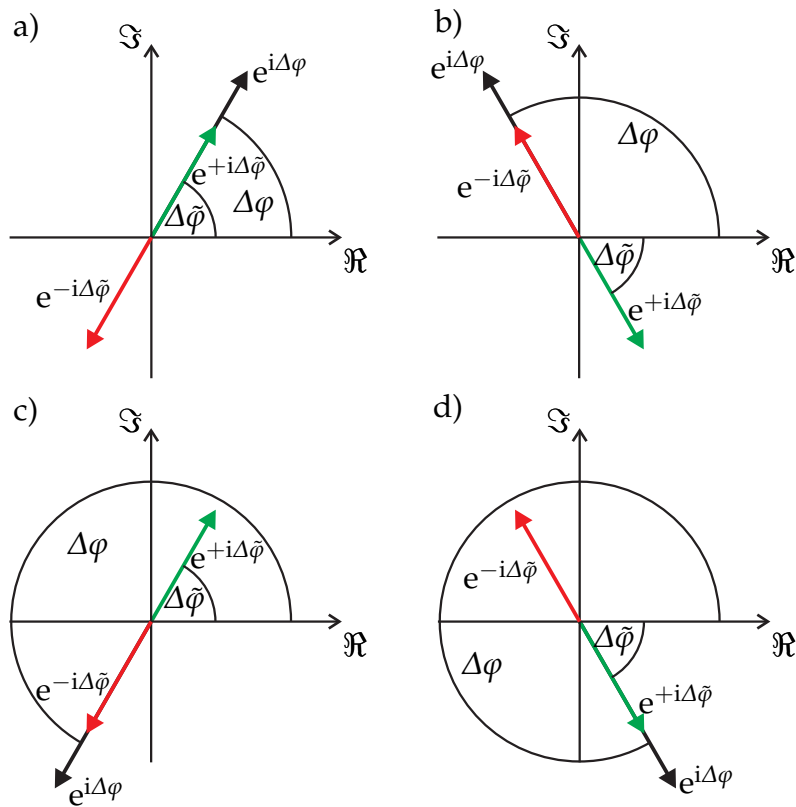 a)
ℑ
e^{iΔφ}
e^{+iΔφ̃}
Δφ̃
Δφ
ℜ
e^{−iΔφ̃}
b)
ℑ
e^{iΔφ}
Δφ
e^{−iΔφ̃}
Δφ̃
ℜ
e^{+iΔφ̃}
c)
ℑ
Δφ
e^{+iΔφ̃}
Δφ̃
ℜ
e^{−iΔφ̃}
e^{iΔφ}
d)
ℑ
e^{−iΔφ̃}
Δφ̃
ℜ
Δφ
e^{+iΔφ̃}
e^{iΔφ}